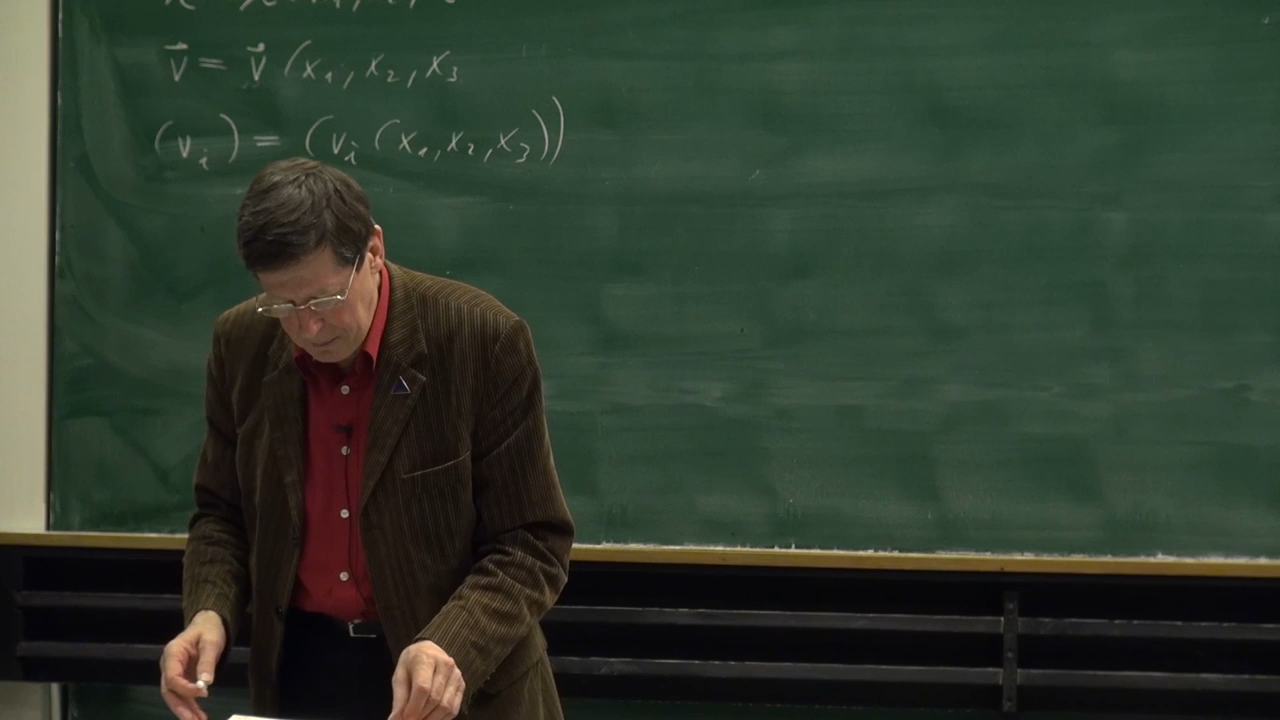 v⃗ = v⃗ (x₁, x₂, x₃
(vᵢ) = (vᵢ (x₁, x₂, x₃))